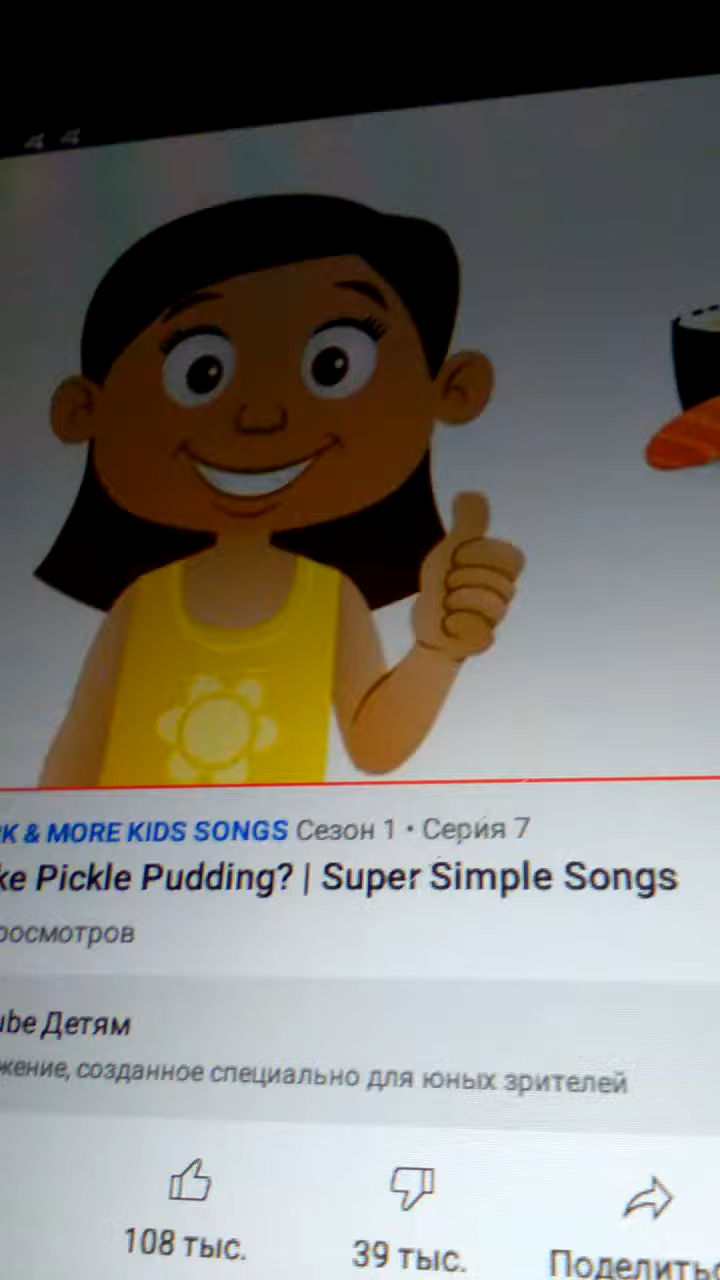 K & MORE KIDS SONGS Сезон 1 • Серия 7
ke Pickle Pudding? | Super Simple Songs
росмотров
ube Детям
жение, созданное специально для юных зрителей
108 тыс.
39 тыс.
Поделитьс